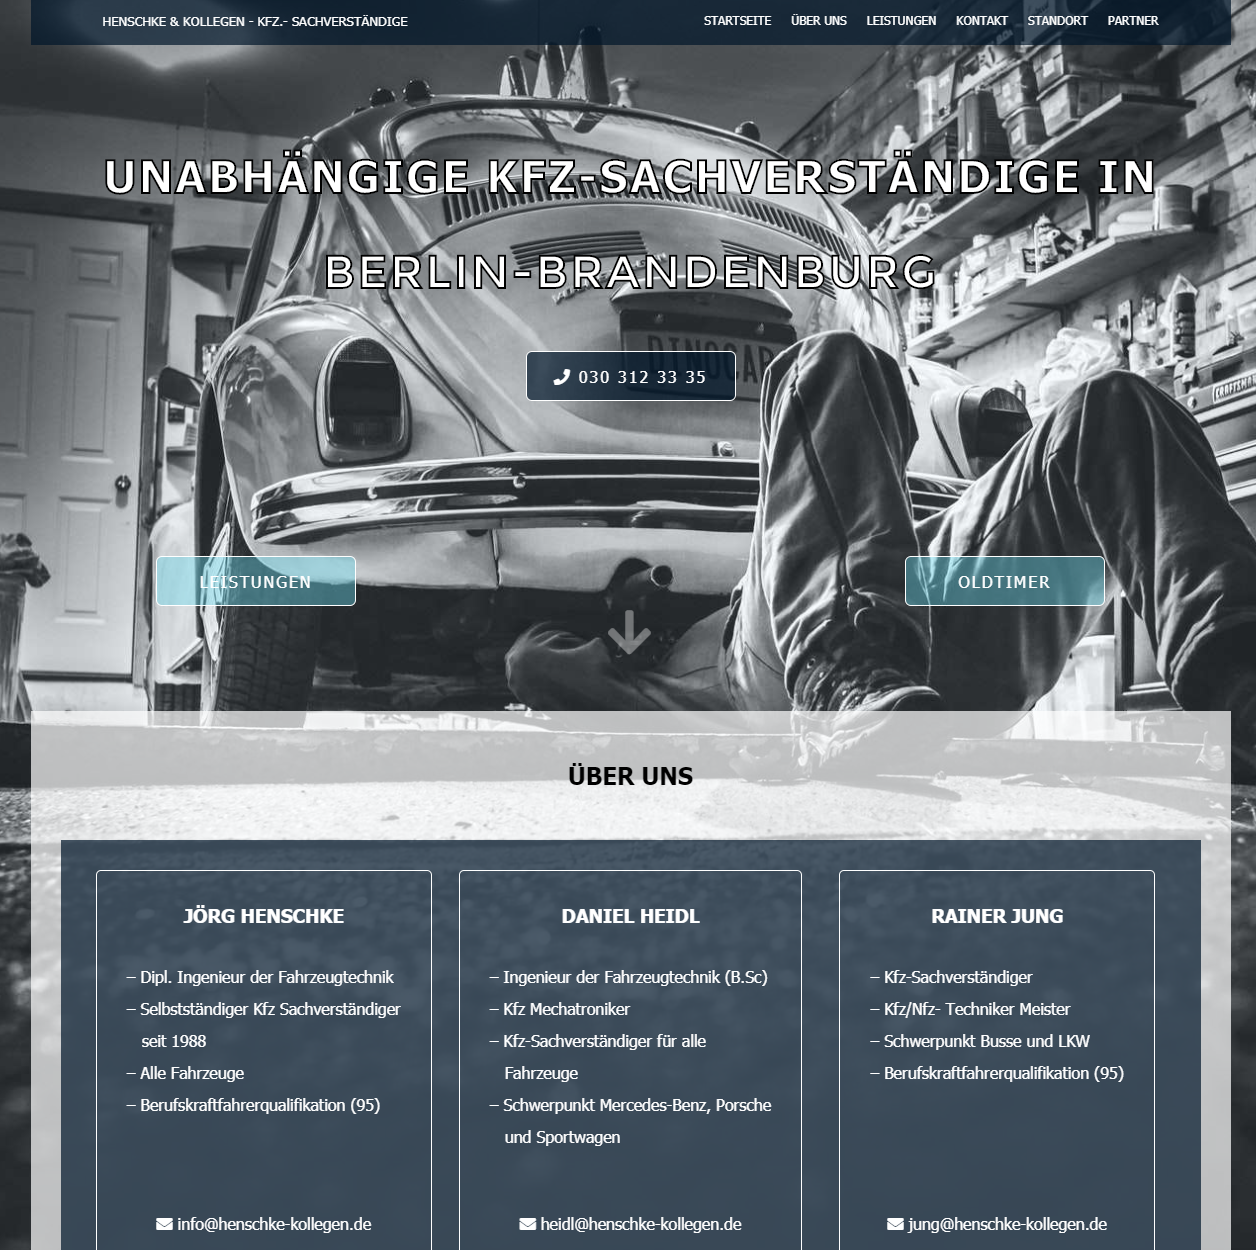 HENSCHKE & KOLLEGEN - KFZ.- SACHVERSTÄNDIGE
STARTSEITE ÜBER UNS LEISTUNGEN KONTAKT STANDORT PARTNER
UNABHÄNGIGE KFZ-SACHVERSTÄNDIGE IN
BERLIN-BRANDENBURG
DINOCAR
030 312 33 35
CRAFTSMAN
LEISTUNGEN
OLDTIMER
ÜBER UNS
JÖRG HENSCHKE
– Dipl. Ingenieur der Fahrzeugtechnik
– Selbstständiger Kfz Sachverständiger
seit 1988
– Alle Fahrzeuge
– Berufskraftfahrerqualifikation (95)
info@henschke-kollegen.de
DANIEL HEIDL
– Ingenieur der Fahrzeugtechnik (B.Sc)
– Kfz Mechatroniker
– Kfz-Sachverständiger für alle
Fahrzeuge
– Schwerpunkt Mercedes-Benz, Porsche
und Sportwagen
heidl@henschke-kollegen.de
RAINER JUNG
– Kfz-Sachverständiger
– Kfz/Nfz- Techniker Meister
– Schwerpunkt Busse und LKW
– Berufskraftfahrerqualifikation (95)
jung@henschke-kollegen.de